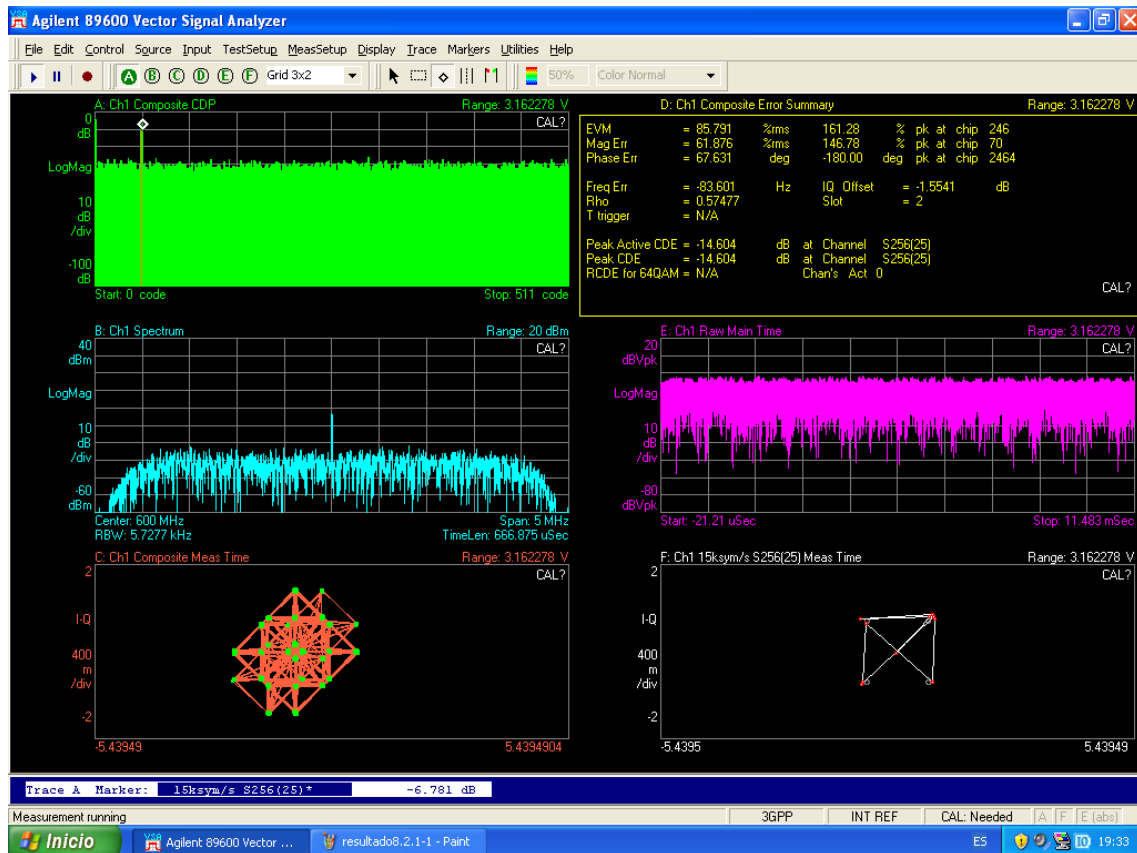 Agilent 89600 Vector Signal Analyzer
File Edit Control Source Input TestSetup MeasSetup Display Trace Markers Utilities Help
A B C D E F Grid 3x2 50% Color Normal
A: Ch1 Composite CDP Range: 3.162278 V
0
dB
LogMag
10
dB
/div
-100
dB
CAL?
Start: 0 code Stop: 511 code
D: Ch1 Composite Error Summary Range: 3.162278 V
EVM = 85.791 %rms 161.28 % pk at chip 246
Mag Err = 61.876 %rms 146.78 % pk at chip 70
Phase Err = 67.631 deg -180.00 deg pk at chip 2464
Freq Err = -83.601 Hz IQ Offset = -1.5541 dB
Rho = 0.57477 Slot = 2
T trigger = N/A
Peak Active CDE = -14.604 dB at Channel S256(25)
Peak CDE = -14.604 dB at Channel S256(25)
RCDE for 64QAM = N/A Chan's Act 0
CAL?
B: Ch1 Spectrum Range: 20 dBm
40
dBm
LogMag
10
dB
/div
-60
dBm
CAL?
Center: 600 MHz Span: 5 MHz
RBW: 5.7277 kHz TimeLen: 666.875 uSec
E: Ch1 Raw Main Time Range: 3.162278 V
20
dBVpk
LogMag
10
dB
/div
-80
dBVpk
CAL?
Start: -21.21 uSec Stop: 11.483 mSec
C: Ch1 Composite Meas Time Range: 3.162278 V
2
I-Q
400
m
/div
-2
CAL?
-5.43949 5.4394904
F: Ch1 15ksym/s S256(25) Meas Time Range: 3.162278 V
2
I-Q
400
m
/div
-2
CAL?
-5.4395 5.43949
Trace A Marker: 15ksym/s S256(25)* -6.781 dB
Measurement running 3GPP INT REF CAL: Needed A F E (abs)
Inicio Agilent 89600 Vector ... resultado8.2.1-1 - Paint ES 19:33